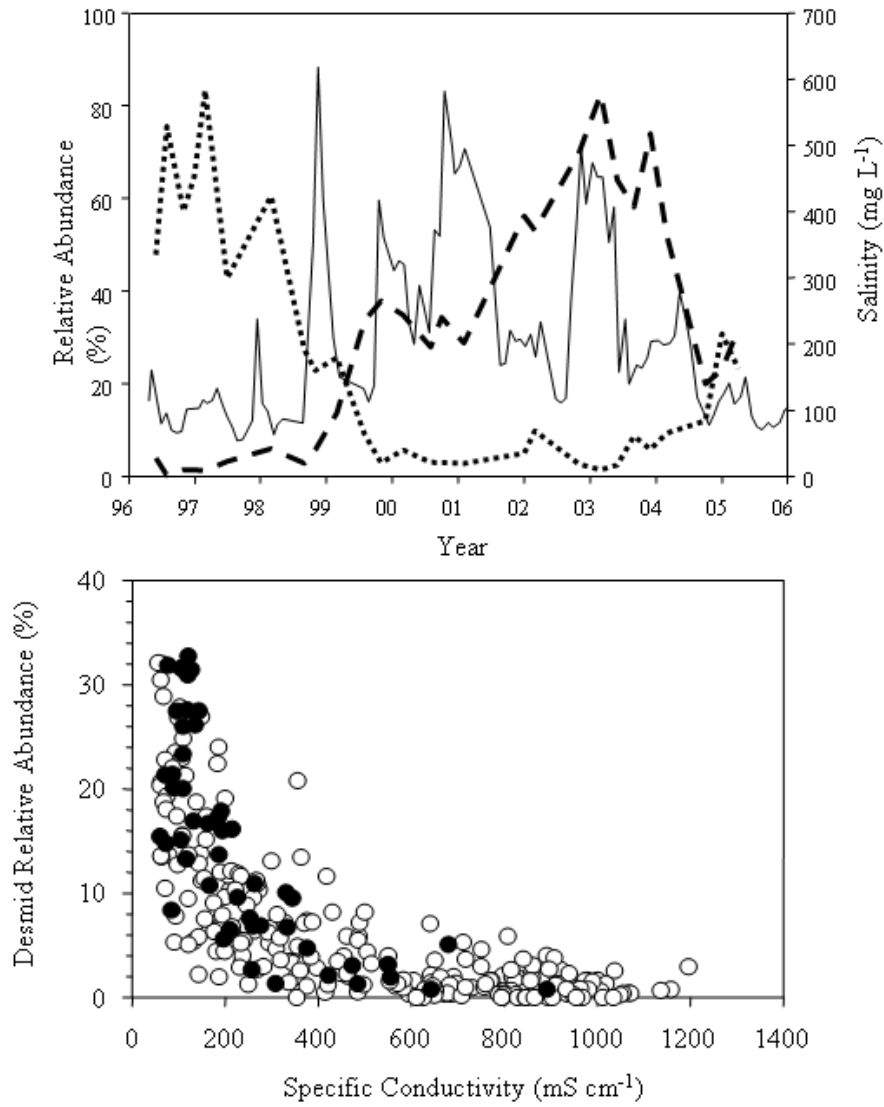 100
80
60
40
20
0
Relative Abundance
(%)
700
600
500
400
300
200
100
0
Salinity (mg L-1)
96 97 98 99 00 01 02 03 04 05 06
Year
40
30
20
10
0
Desmid Relative Abundance (%)
0 200 400 600 800 1000 1200 1400
Specific Conductivity (mS cm-1)